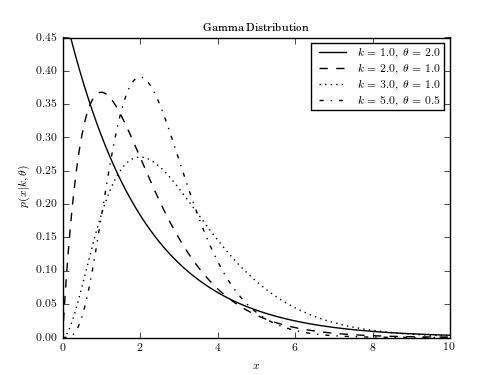 Gamma Distribution
0.45
0.40
0.35
0.30
0.25
0.20
0.15
0.10
0.05
0.00
p(x|k, θ)
k = 1.0, θ = 2.0
k = 2.0, θ = 1.0
k = 3.0, θ = 1.0
k = 5.0, θ = 0.5
0 2 4 6 8 10
x